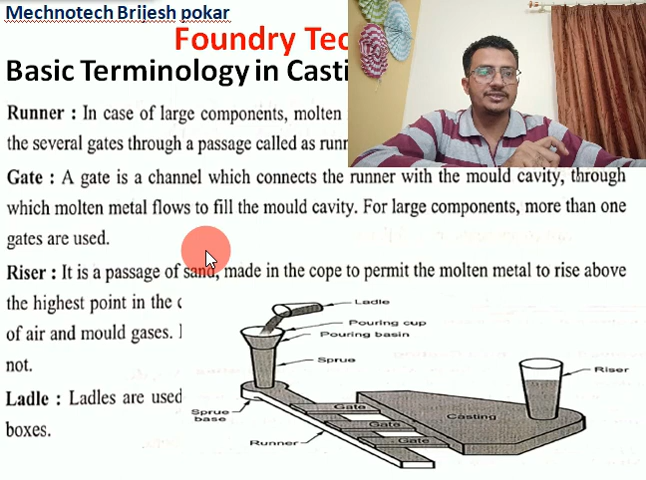 Mechnotech Brijesh pokar
Foundry Tec
Basic Terminology in Casti
Runner : In case of large components, molten
the several gates through a passage called as runn
Gate : A gate is a channel which connects the runner with the mould cavity, through
which molten metal flows to fill the mould cavity. For large components, more than one
gates are used.
Riser : It is a passage of sand, made in the cope to permit the molten metal to rise above
the highest point in the c
of air and mould gases.
not.
Ladle : Ladles are used
boxes.
Ladle
Pouring cup
Pouring basin
Sprue
Riser
Gate
Casting
Sprue
base
Gate
Runner
Gate